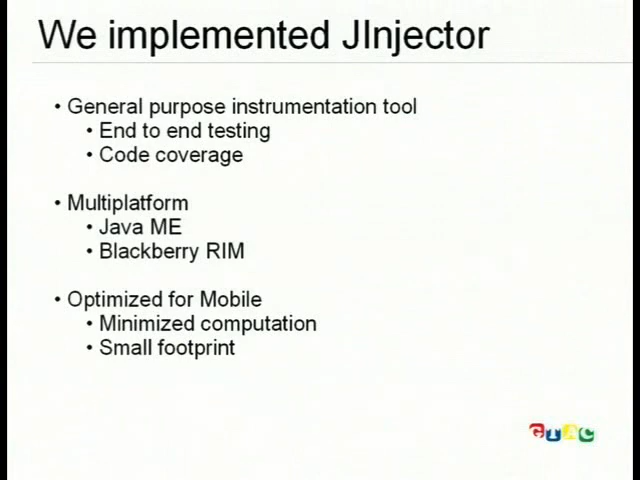 We implemented JInjector
• General purpose instrumentation tool
• End to end testing
• Code coverage
• Multiplatform
• Java ME
• Blackberry RIM
• Optimized for Mobile
• Minimized computation
• Small footprint
GTAC